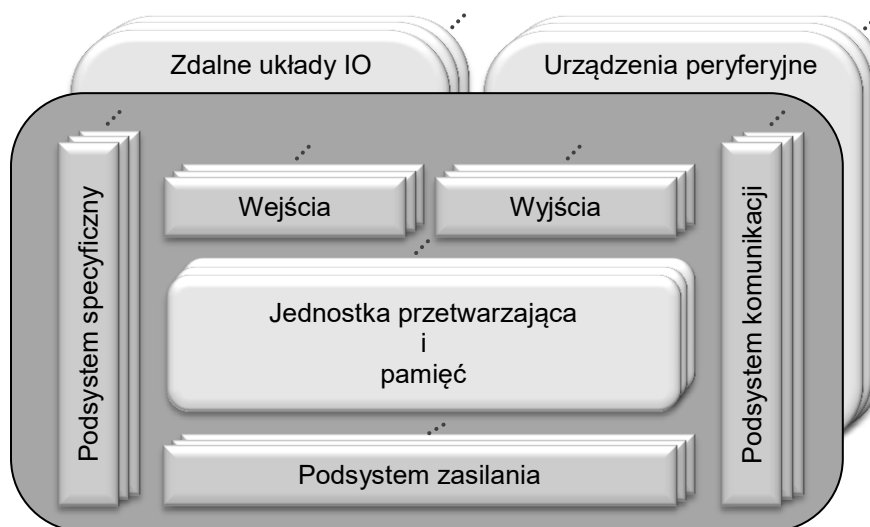 Zdalne układy IO
Urządzenia peryferyjne
Podsystem specyficzny
Wejścia
Wyjścia
Jednostka przetwarzająca
i
pamięć
Podsystem zasilania
Podsystem komunikacji